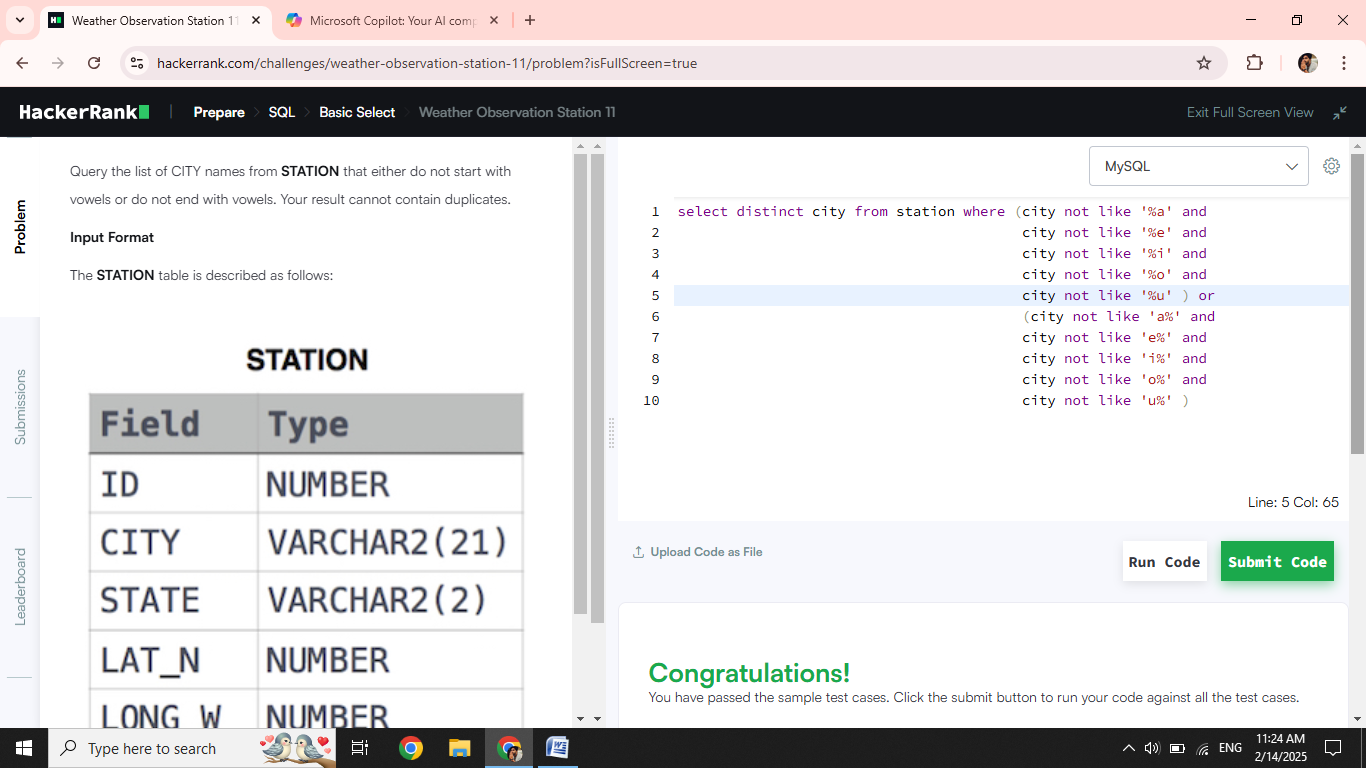 Weather Observation Station 11
Microsoft Copilot: Your AI comp
hackerrank.com/challenges/weather-observation-station-11/problem?isFullScreen=true
HackerRank
Prepare
SQL
Basic Select
Weather Observation Station 11
Exit Full Screen View
Problem
Submissions
Leaderboard
Query the list of CITY names from STATION that either do not start with
vowels or do not end with vowels. Your result cannot contain duplicates.
Input Format
The STATION table is described as follows:
STATION
Field Type
ID NUMBER
CITY VARCHAR2(21)
STATE VARCHAR2(2)
LAT_N NUMBER
LONG_W NUMBER
MySQL
1 select distinct city from station where (city not like '%a' and
2 city not like '%e' and
3 city not like '%i' and
4 city not like '%o' and
5 city not like '%u' ) or
6 (city not like 'a%' and
7 city not like 'e%' and
8 city not like 'i%' and
9 city not like 'o%' and
10 city not like 'u%' )
Line: 5 Col: 65
Upload Code as File
Run Code
Submit Code
Congratulations!
You have passed the sample test cases. Click the submit button to run your code against all the test cases.
Type here to search
ENG
11:24 AM
2/14/2025